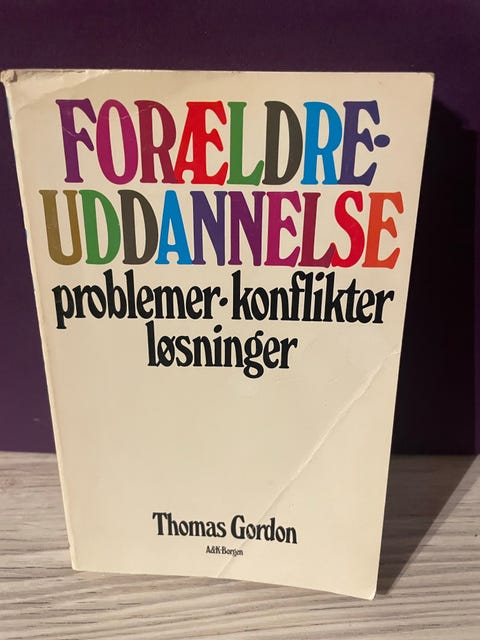 FORÆLDRE-
UDDANNELSE
problemer·konflikter
løsninger
Thomas Gordon
A&K·Borgen